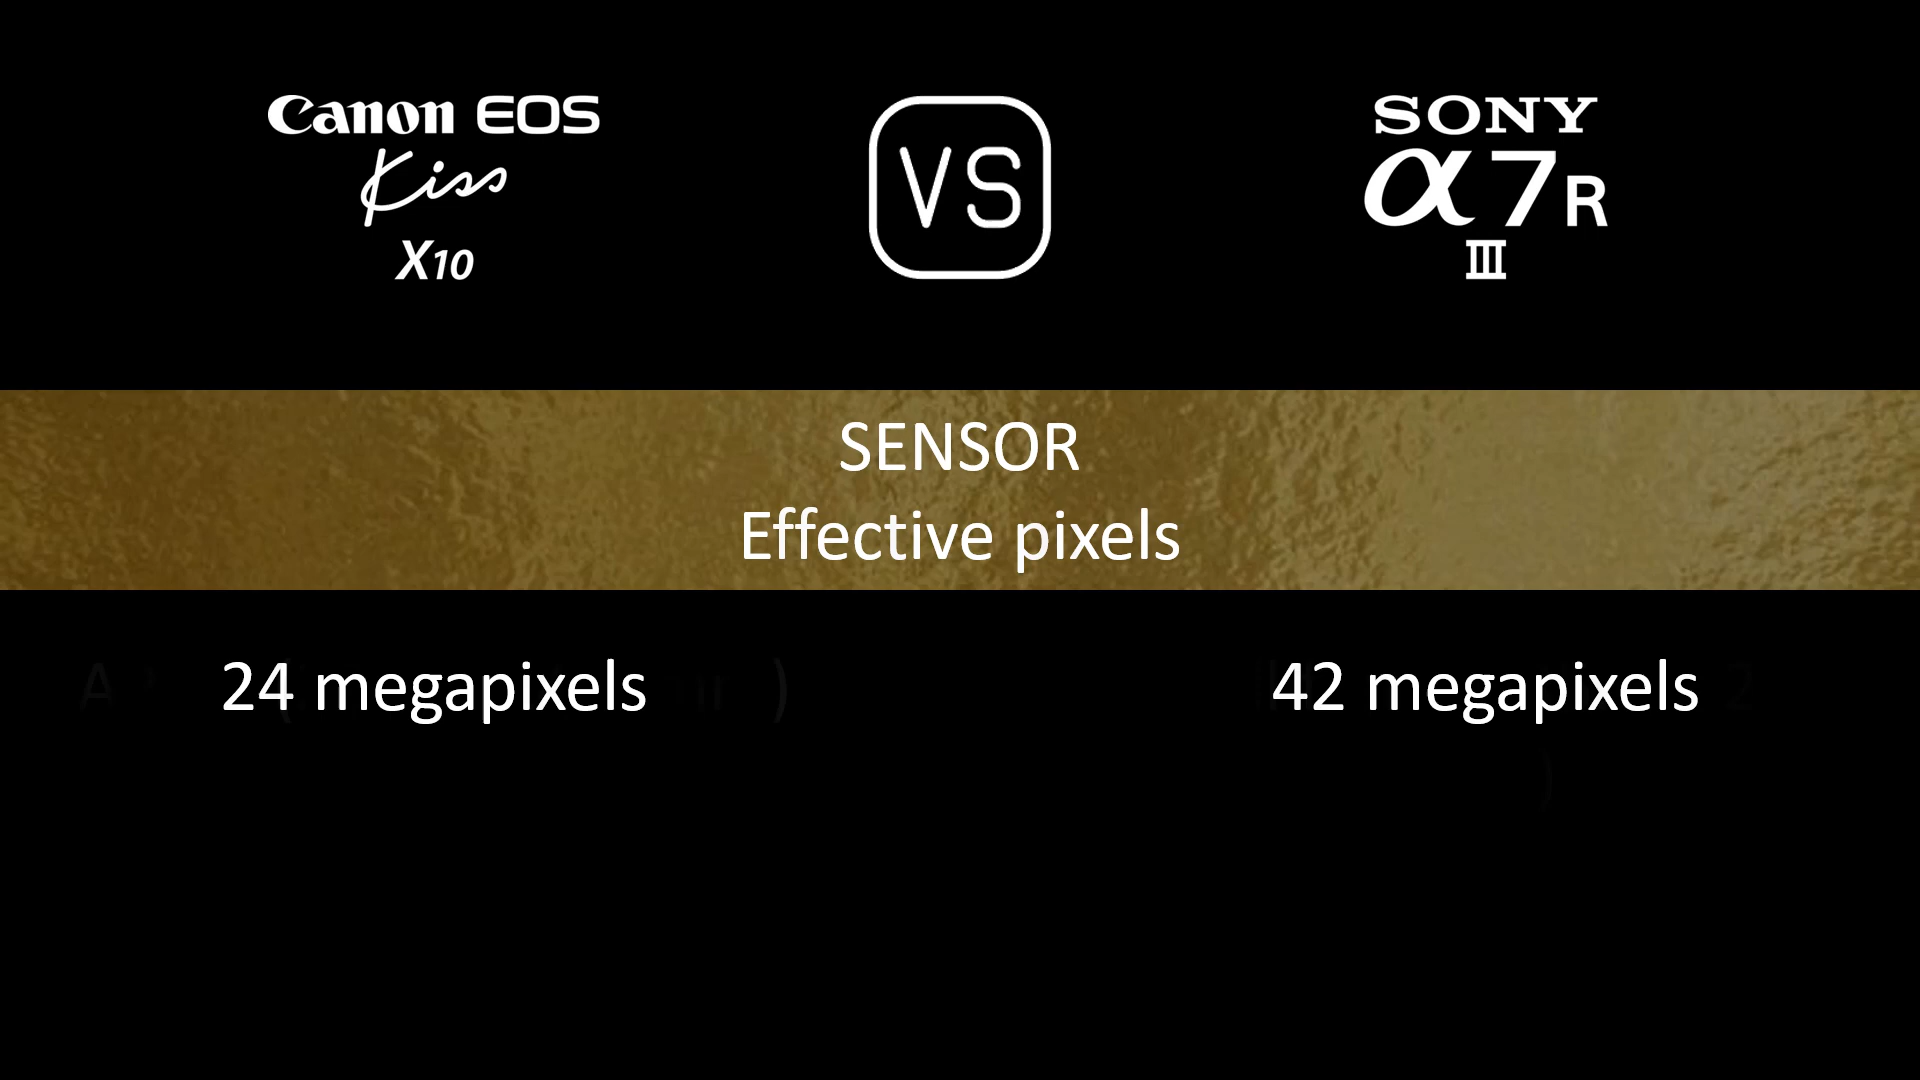 Canon EOS
Kiss
X10
VS
SONY
α7R
III
SENSOR
Effective pixels
24 megapixels
42 megapixels